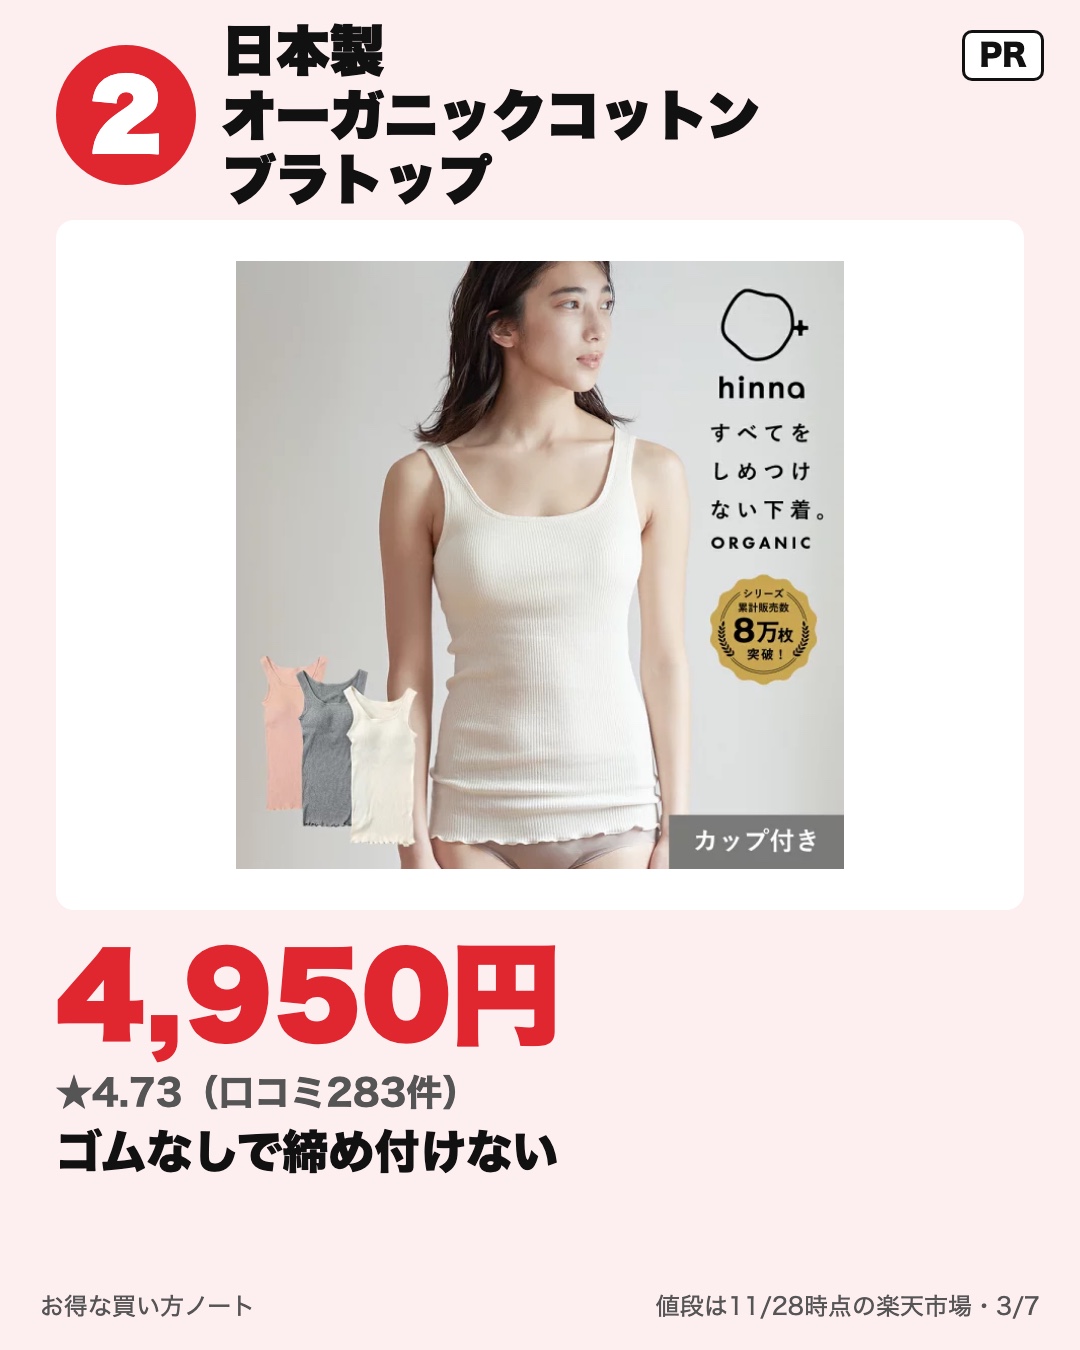 2
日本製
オーガニックコットン
ブラトップ
PR
hinna
すべてを
しめつけ
ない下着。
ORGANIC
シリーズ
累計販売数
8万枚
突破！
カップ付き
4,950円
★4.73（口コミ283件）
ゴムなしで締め付けない
お得な買い方ノート
値段は11/28時点の楽天市場・3/7